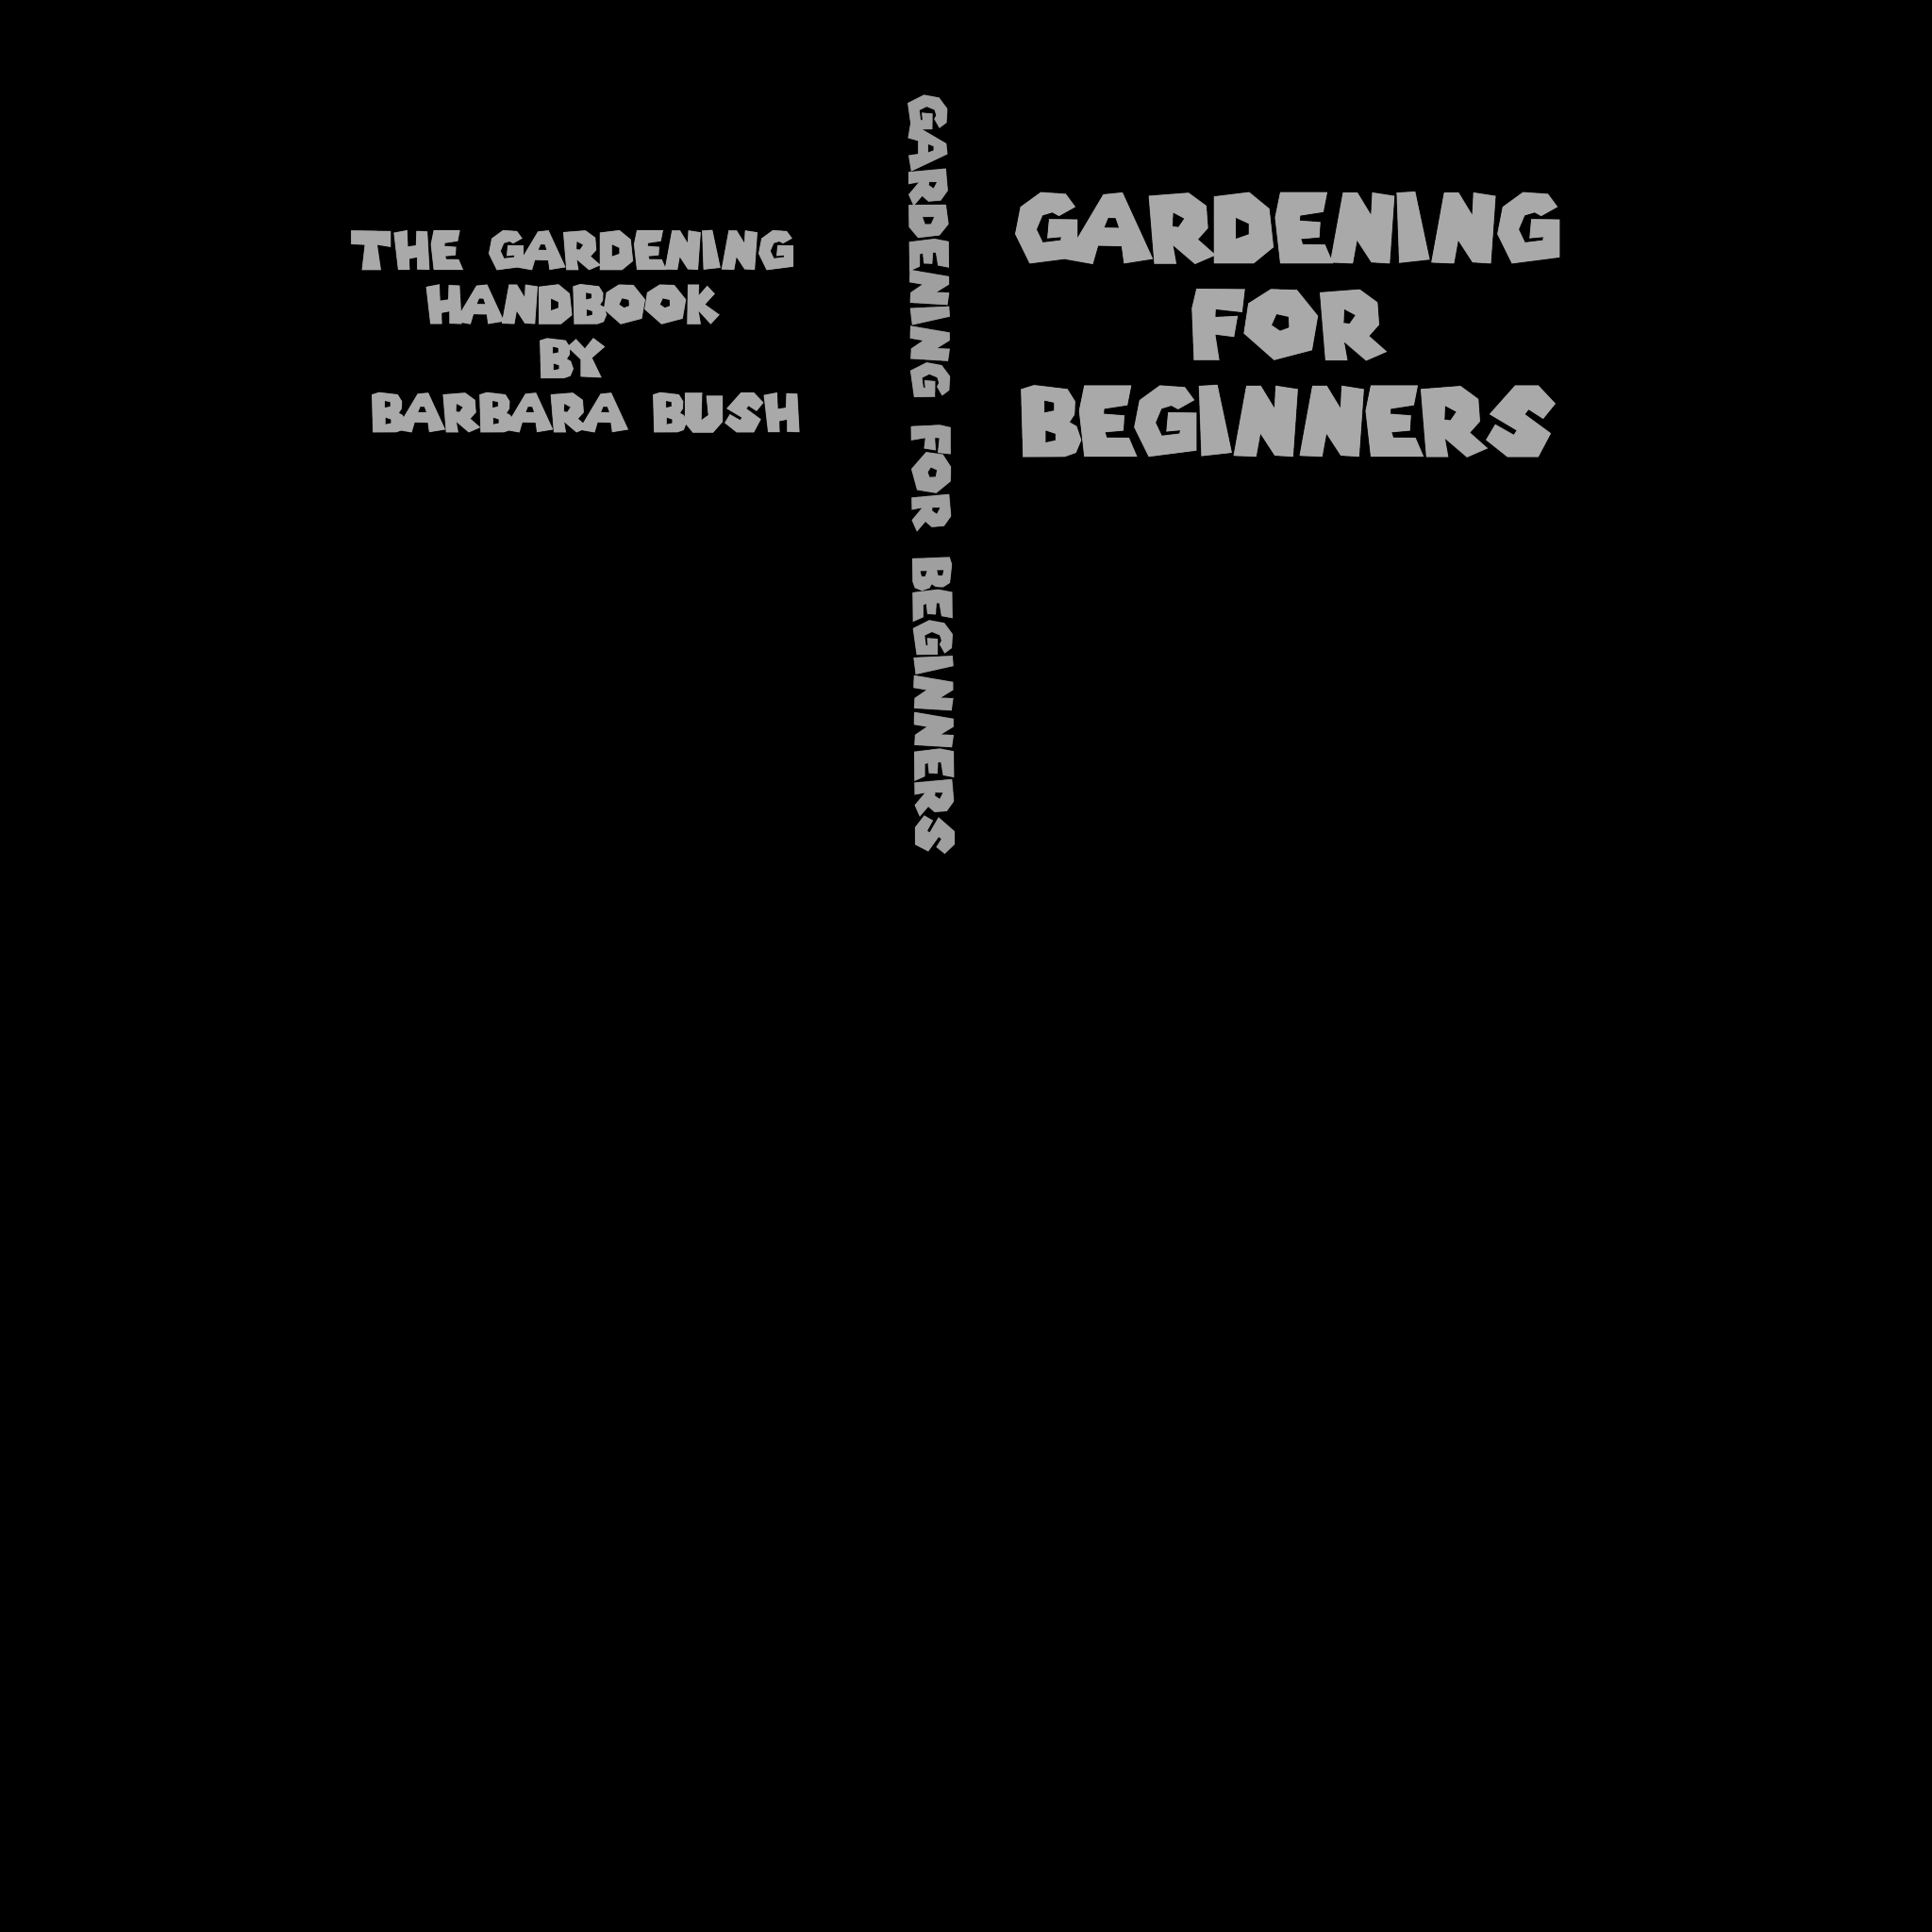 THE GARDENING
HANDBOOK
BY
BARBARA BUSH
GARDENING FOR BEGINNERS
GARDENING
FOR
BEGINNERS